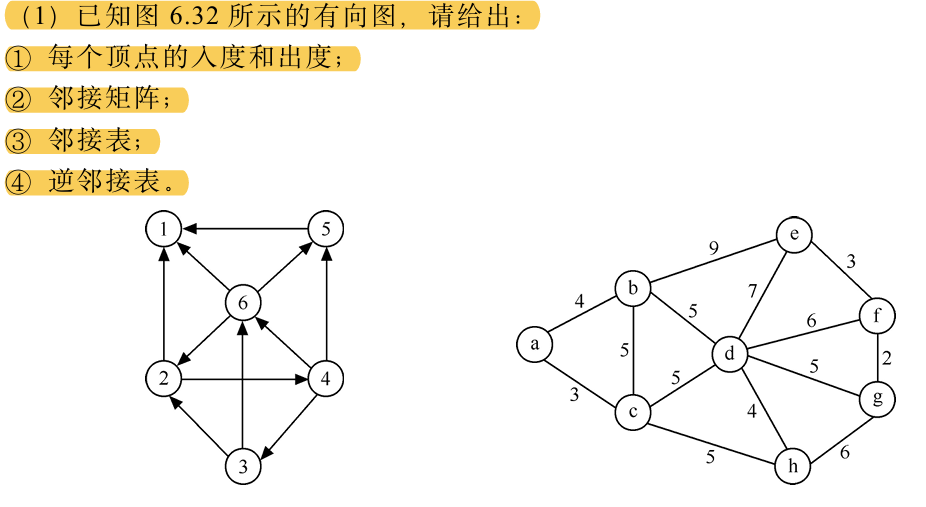 （1）已知图 6.32 所示的有向图，请给出：
① 每个顶点的入度和出度；
② 邻接矩阵；
③ 邻接表；
④ 逆邻接表。
1
5
6
2
4
3
e
9
3
b
7
4
5
6
f
a
5
d
2
5
5
3
4
g
c
5
6
h